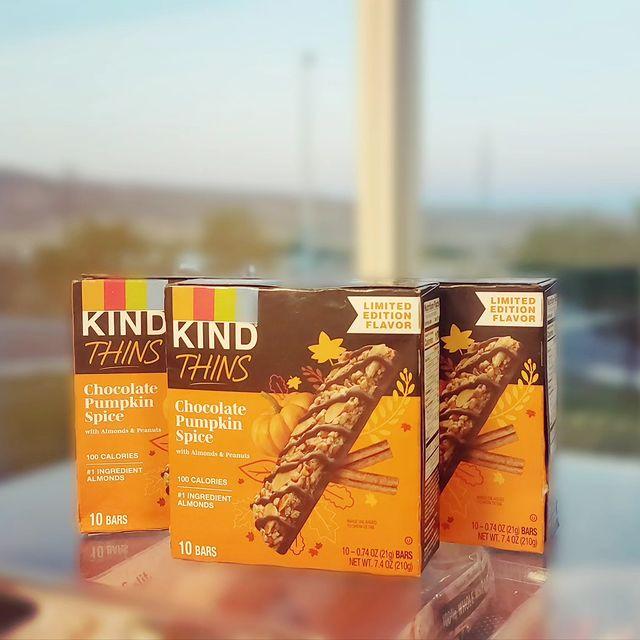 KIND
THINS
Chocolate
Pumpkin
Spice
with Almonds & Peanuts
100 CALORIES
#1 INGREDIENT
ALMONDS
10 BARS
LIMITED
EDITION
FLAVOR
KIND
THINS
Chocolate
Pumpkin
Spice
with Almonds & Peanuts
100 CALORIES
#1 INGREDIENT
ALMONDS
10 BARS
10 – 0.74 OZ (21g) BARS
NET WT. 7.4 OZ (210g)
LIMITED
EDITION
FLAVOR
10 – 0.74 OZ (21g) BARS
NET WT. 7.4 OZ (210g)
100% WHOLE